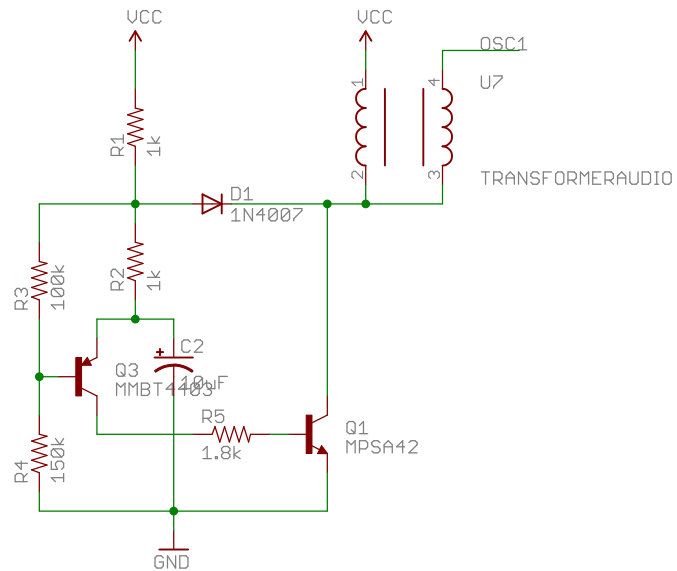 VCC
VCC
OSC1
1
4
U7
R1
1k
2
3
TRANSFORMERAUDIO
D1
1N4007
R2
1k
R3
100k
C2
10uF
Q3
MMBT4403
R5
1.8k
Q1
MPSA42
R4
150k
GND